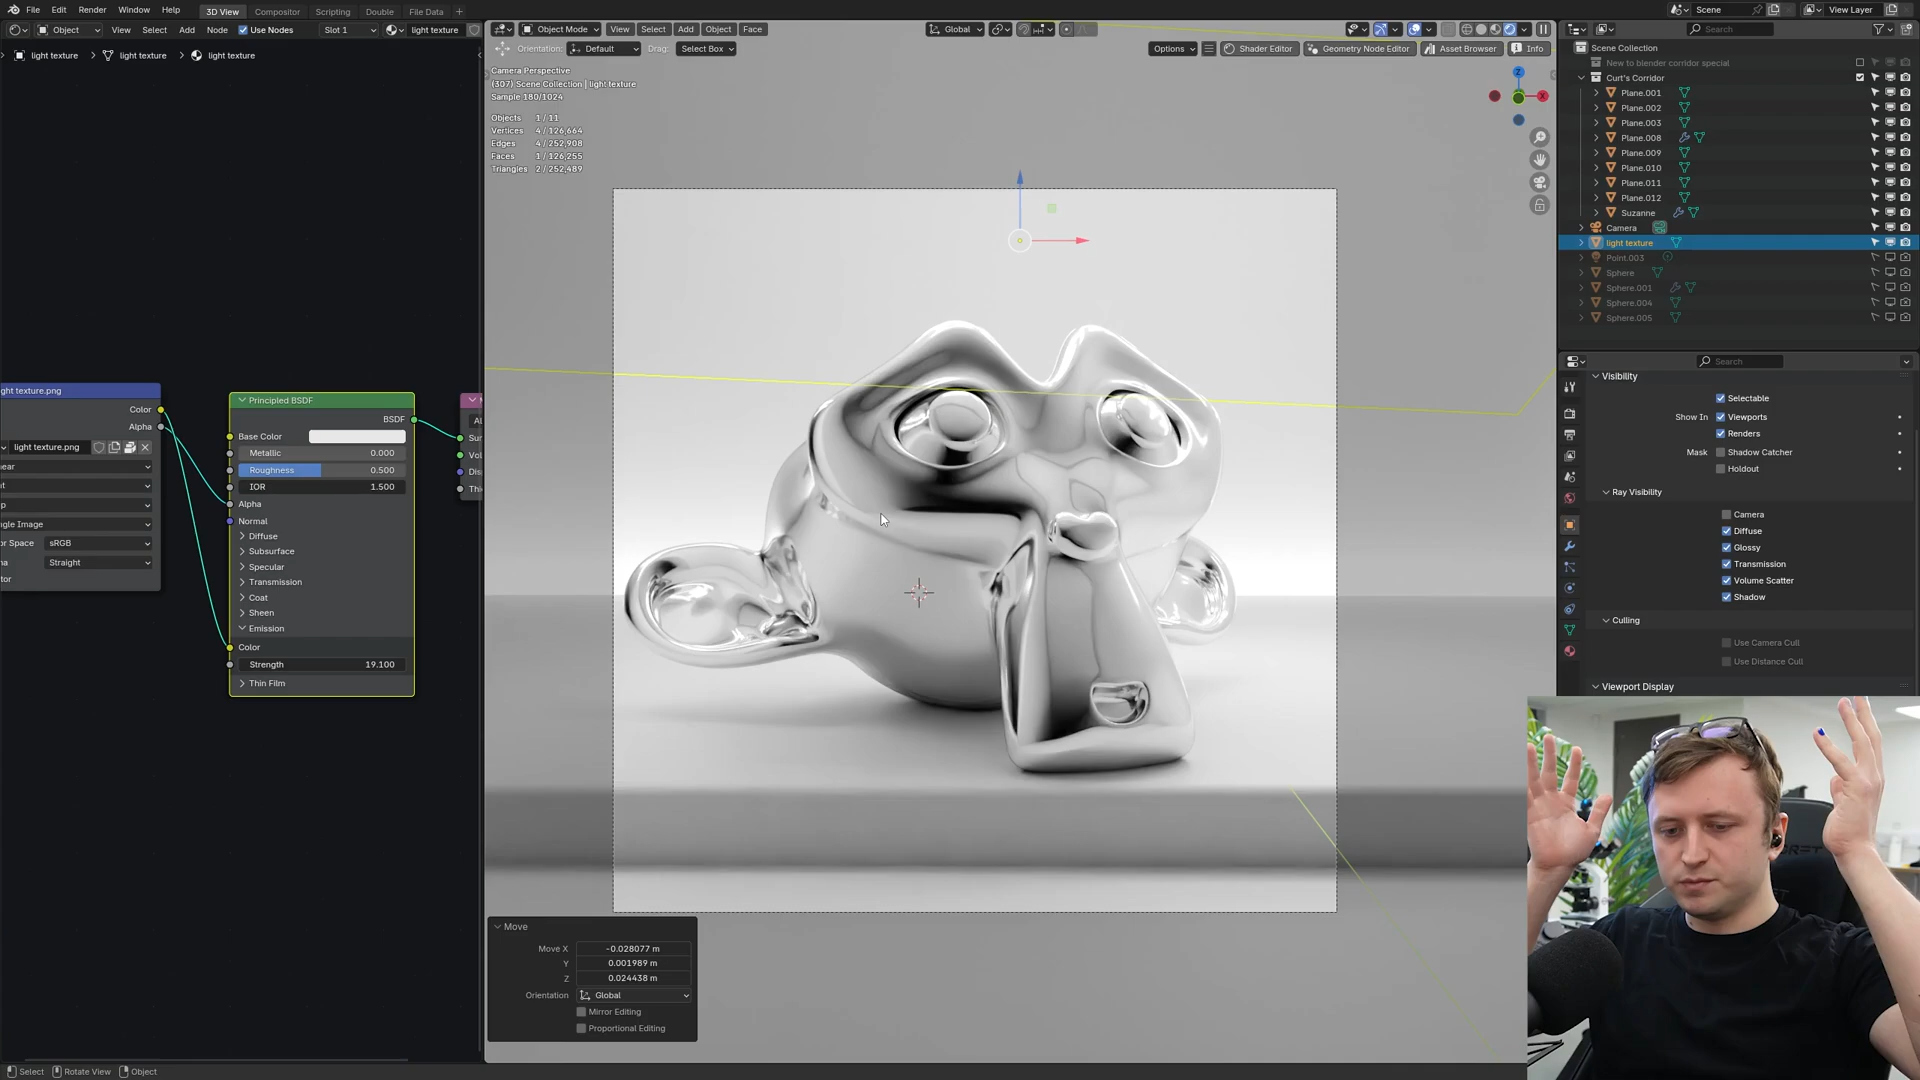 File Edit Render Window Help 3D View Compositor Scripting Double File Data + Scene View Layer
Object View Select Add Node Use Nodes Slot 1 light texture
light texture > light texture > light texture
ght texture.png
Color
Alpha
light texture.png
near
ngle Image
or Space sRGB
Straight
Principled BSDF
BSDF
Base Color
Metallic 0.000
Roughness 0.500
IOR 1.500
Alpha
Normal
Diffuse
Subsurface
Specular
Transmission
Coat
Sheen
Emission
Color
Strength 19.100
Thin Film
Sur
Vol
Dis
Thi
Object Mode View Select Add Object Face Global
Orientation: Default Drag: Select Box Options Shader Editor Geometry Node Editor Asset Browser Info
Camera Perspective
(307) Scene Collection | light texture
Sample 180/1024
Objects 1 / 11
Vertices 4 / 126,664
Edges 4 / 252,908
Faces 1 / 126,255
Triangles 2 / 252,489
Z
X
Move
Move X -0.028077 m
Y 0.001989 m
Z 0.024438 m
Orientation Global
Mirror Editing
Proportional Editing
Search
Scene Collection
New to blender corridor special
Curt's Corridor
Plane.001
Plane.002
Plane.003
Plane.008
Plane.009
Plane.010
Plane.011
Plane.012
Suzanne
Camera
light texture
Point.003
Sphere
Sphere.001
Sphere.004
Sphere.005
Search
Visibility
Selectable
Show In Viewports
Renders
Mask Shadow Catcher
Holdout
Ray Visibility
Camera
Diffuse
Glossy
Transmission
Volume Scatter
Shadow
Culling
Use Camera Cull
Use Distance Cull
Viewport Display
Select Rotate View Object